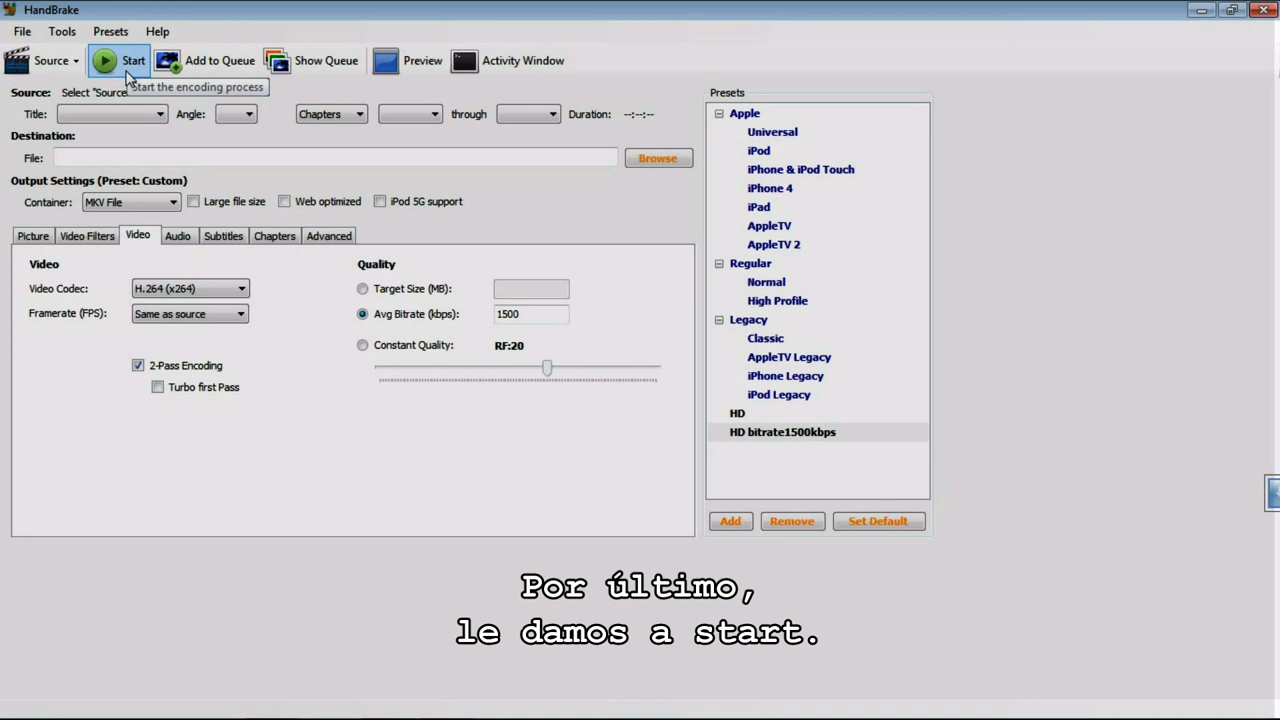 HandBrake
File Tools Presets Help
Source Start Add to Queue Show Queue Preview Activity Window
Start the encoding process
Source: Select "Source
Title: Angle: Chapters through Duration: --:--:--
Destination:
File: Browse
Output Settings (Preset: Custom)
Container: MKV File Large file size Web optimized iPod 5G support
Picture Video Filters Video Audio Subtitles Chapters Advanced
Video Quality
Video Codec: H.264 (x264) Target Size (MB):
Framerate (FPS): Same as source Avg Bitrate (kbps): 1500
Constant Quality: RF:20
2-Pass Encoding
Turbo first Pass
Presets
Apple
Universal
iPod
iPhone & iPod Touch
iPhone 4
iPad
AppleTV
AppleTV 2
Regular
Normal
High Profile
Legacy
Classic
AppleTV Legacy
iPhone Legacy
iPod Legacy
HD
HD bitrate1500kbps
Add Remove Set Default
Por último,
le damos a start.